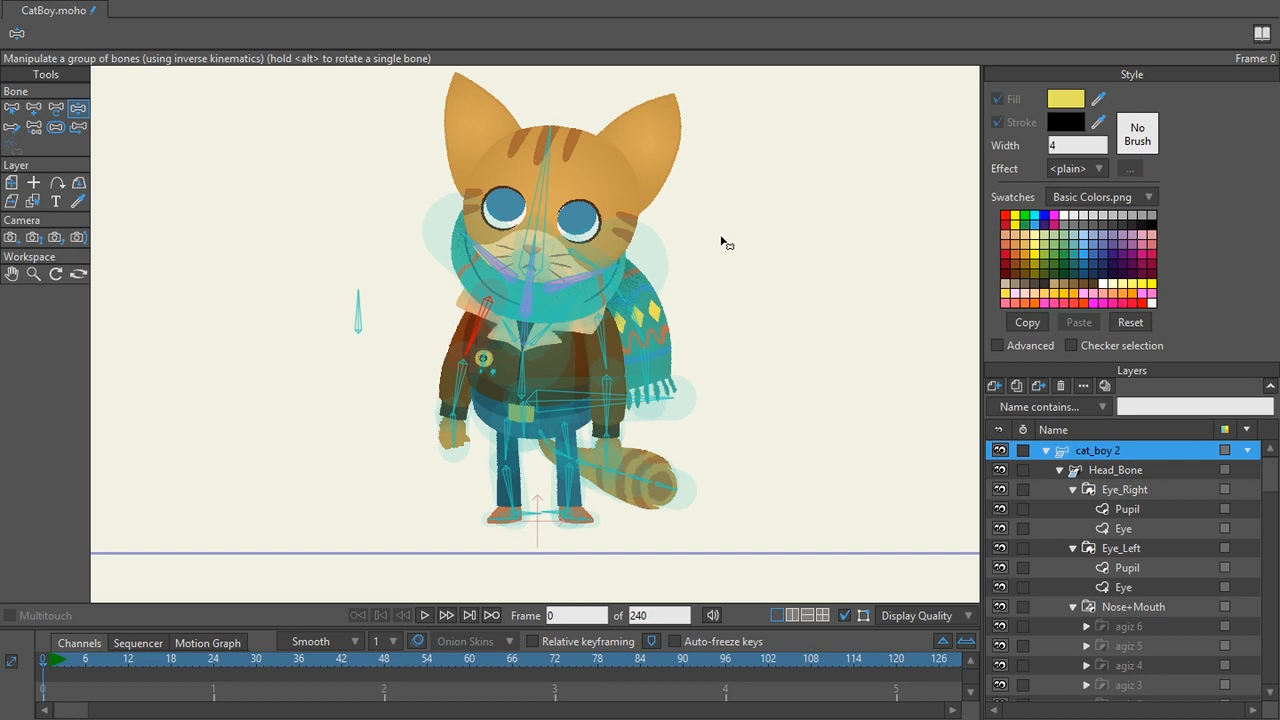 CatBoy.moho
Manipulate a group of bones (using inverse kinematics) (hold <alt> to rotate a single bone)
Frame: 0
Tools
Bone
Layer
Camera
Workspace
Style
Fill
Stroke
Width
4
No
Brush
Effect
<plain>
...
Swatches
Basic Colors.png
Copy
Paste
Reset
Advanced
Checker selection
Layers
Name contains...
Name
cat_boy 2
Head_Bone
Eye_Right
Pupil
Eye
Eye_Left
Pupil
Eye
Nose+Mouth
agiz 6
agiz 5
agiz 4
agiz 3
Multitouch
Frame
0
of
240
Display Quality
Channels
Sequencer
Motion Graph
Smooth
1
Onion Skins
Relative keyframing
Auto-freeze keys
0 6 12 18 24 30 36 42 48 54 60 66 72 78 84 90 96 102 108 114 120 126
0 1 2 3 4 5